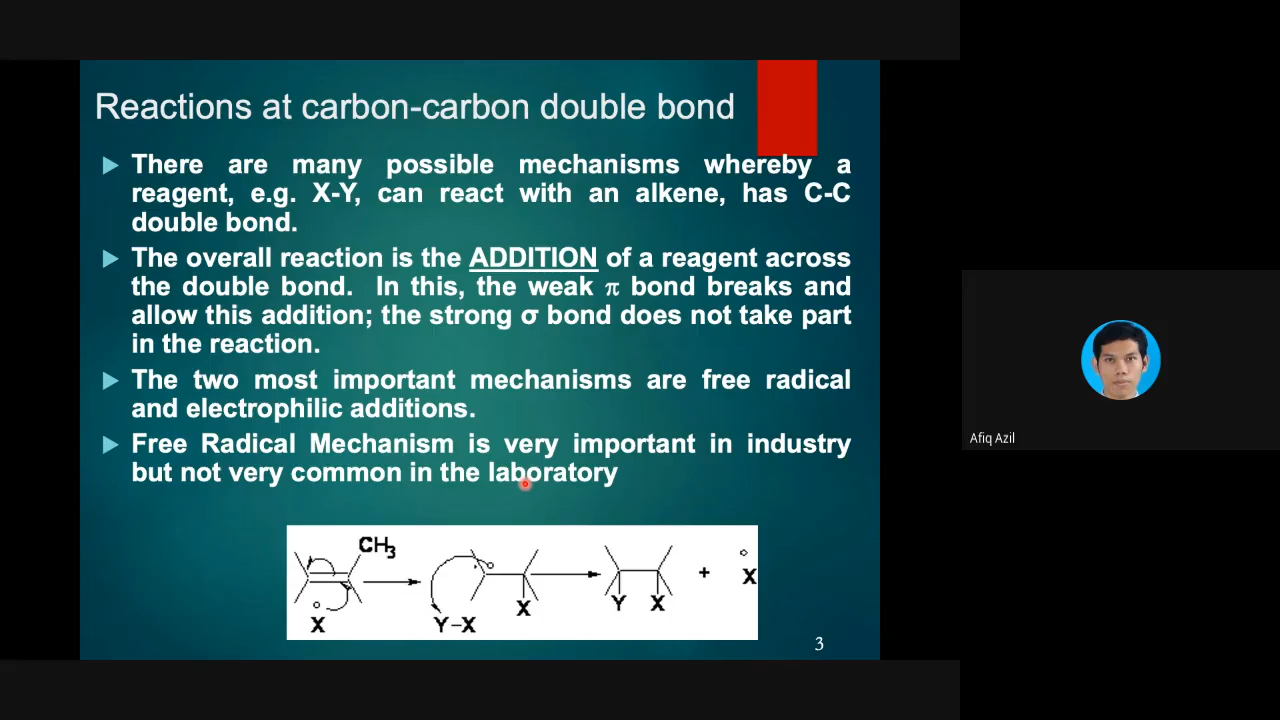 Reactions at carbon-carbon double bond
There are many possible mechanisms whereby a
reagent, e.g. X-Y, can react with an alkene, has C-C
double bond.
The overall reaction is the ADDITION of a reagent across
the double bond. In this, the weak π bond breaks and
allow this addition; the strong σ bond does not take part
in the reaction.
The two most important mechanisms are free radical
and electrophilic additions.
Free Radical Mechanism is very important in industry
but not very common in the laboratory
CH3
X
Y-X
X
Y X
+
X
3
Afiq Azil